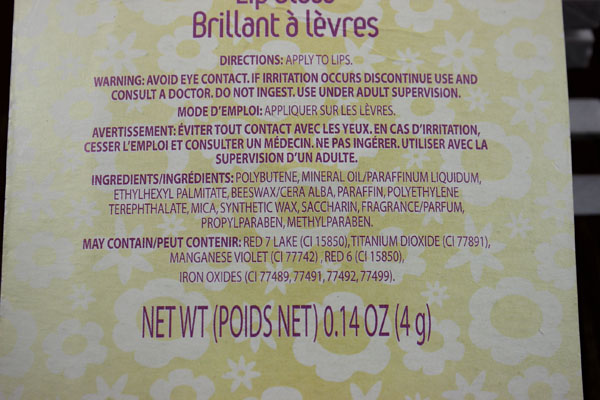 Lip Gloss
Brillant à lèvres
DIRECTIONS: APPLY TO LIPS.
WARNING: AVOID EYE CONTACT. IF IRRITATION OCCURS DISCONTINUE USE AND
CONSULT A DOCTOR. DO NOT INGEST. USE UNDER ADULT SUPERVISION.
MODE D'EMPLOI: APPLIQUER SUR LES LÈVRES.
AVERTISSEMENT: ÉVITER TOUT CONTACT AVEC LES YEUX. EN CAS D'IRRITATION,
CESSER L'EMPLOI ET CONSULTER UN MÉDECIN. NE PAS INGÉRER. UTILISER AVEC LA
SUPERVISION D'UN ADULTE.
INGREDIENTS/INGRÉDIENTS: POLYBUTENE, MINERAL OIL/PARAFFINUM LIQUIDUM,
ETHYLHEXYL PALMITATE, BEESWAX/CERA ALBA, PARAFFIN, POLYETHYLENE
TEREPHTHALATE, MICA, SYNTHETIC WAX, SACCHARIN, FRAGRANCE/PARFUM,
PROPYLPARABEN, METHYLPARABEN.
MAY CONTAIN/PEUT CONTENIR: RED 7 LAKE (CI 15850), TITANIUM DIOXIDE (CI 77891),
MANGANESE VIOLET (CI 77742) , RED 6 (CI 15850),
IRON OXIDES (CI 77489, 77491, 77492, 77499).
NET WT (POIDS NET) 0.14 OZ (4 g)